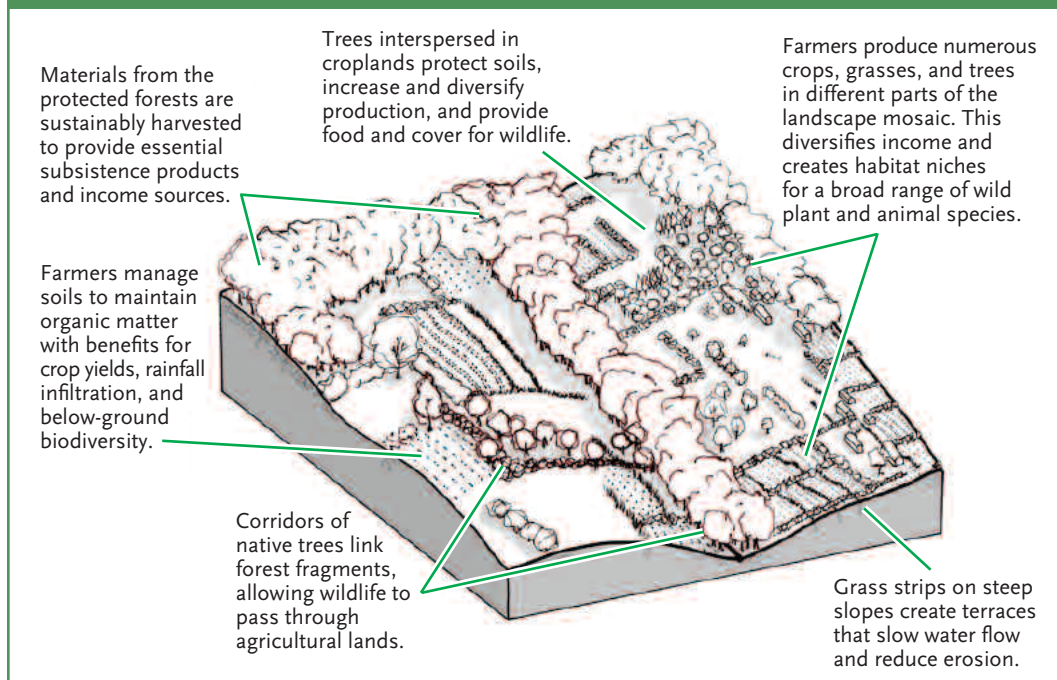 Materials from the
protected forests are
sustainably harvested
to provide essential
subsistence products
and income sources.
Trees interspersed in
croplands protect soils,
increase and diversify
production, and provide
food and cover for wildlife.
Farmers produce numerous
crops, grasses, and trees
in different parts of the
landscape mosaic. This
diversifies income and
creates habitat niches
for a broad range of wild
plant and animal species.
Farmers manage
soils to maintain
organic matter
with benefits for
crop yields, rainfall
infiltration, and
below-ground
biodiversity.
Corridors of
native trees link
forest fragments,
allowing wildlife to
pass through
agricultural lands.
Grass strips on steep
slopes create terraces
that slow water flow
and reduce erosion.